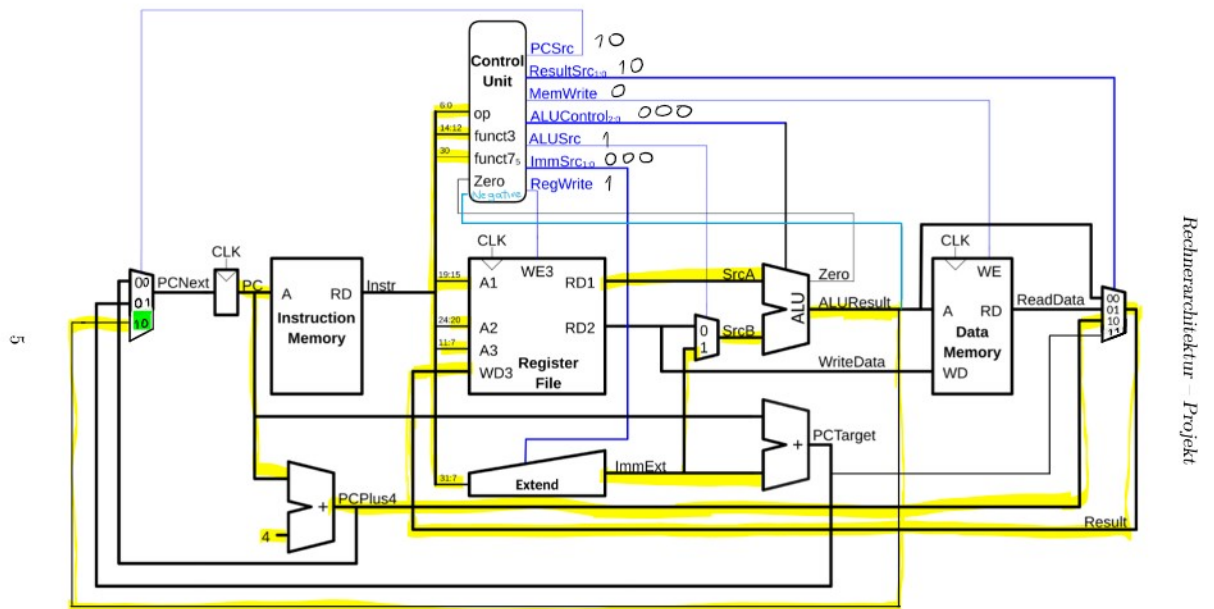 PCSrc 10
Control Unit
ResultSrc1:0 10
MemWrite 0
6:0
op
ALUControl2:0 000
14:12
funct3
ALUSrc 1
30
funct75
ImmSrc1:0 000
Zero
RegWrite 1
Negative
CLK
CLK
CLK
00
01
10
PCNext
PC
A
RD
Instruction
Memory
Instr
19:15
A1
WE3
RD1
24:20
A2
RD2
11:7
A3
WD3
Register
File
SrcA
0
1
SrcB
ALU
Zero
ALUResult
WE
A
RD
Data
Memory
WD
ReadData
WriteData
00
01
10
11
+
PCTarget
31:7
Extend
ImmExt
+
PCPlus4
4
Result
5
Rechnerarchitektur – Projekt